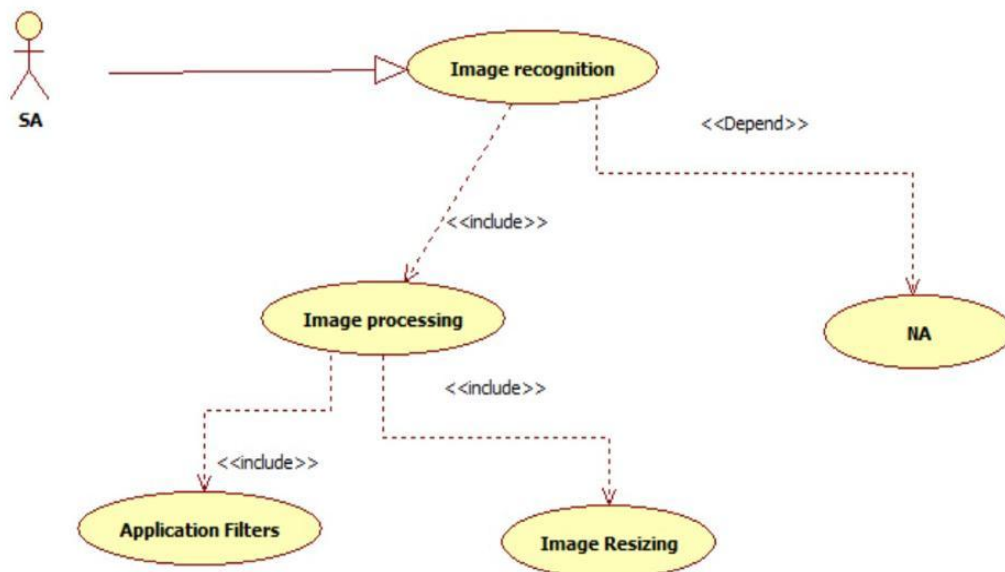 SA
Image recognition
<<Depend>>
<<include>>
Image processing
NA
<<include>>
<<include>>
Application Filters
Image Resizing